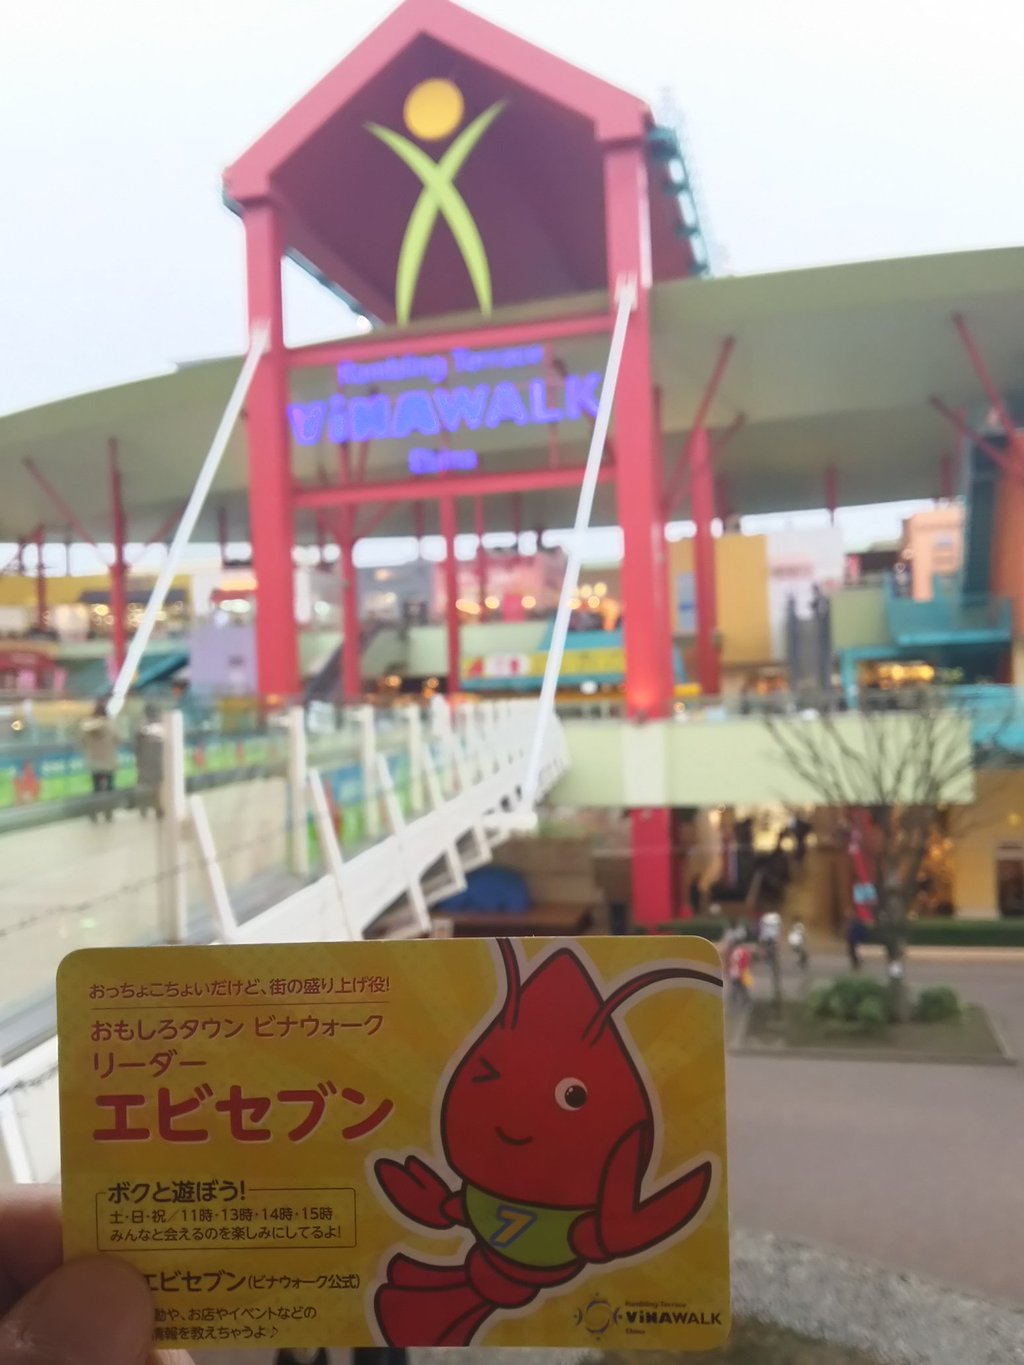 Rambling Terrace
ViNAWALK
Ebina
おっちょこちょいだけど、街の盛り上げ役!
おもしろタウン ビナウォーク
リーダー
エビセブン
ボクと遊ぼう!
土・日・祝/11時・13時・14時・15時
みんなと会えるのを楽しみにしてるよ!
エビセブン(ビナウォーク公式)
動や、お店やイベントなどの
情報を教えちゃうよ♪
7
Rambling Terrace
ViNAWALK
Ebina